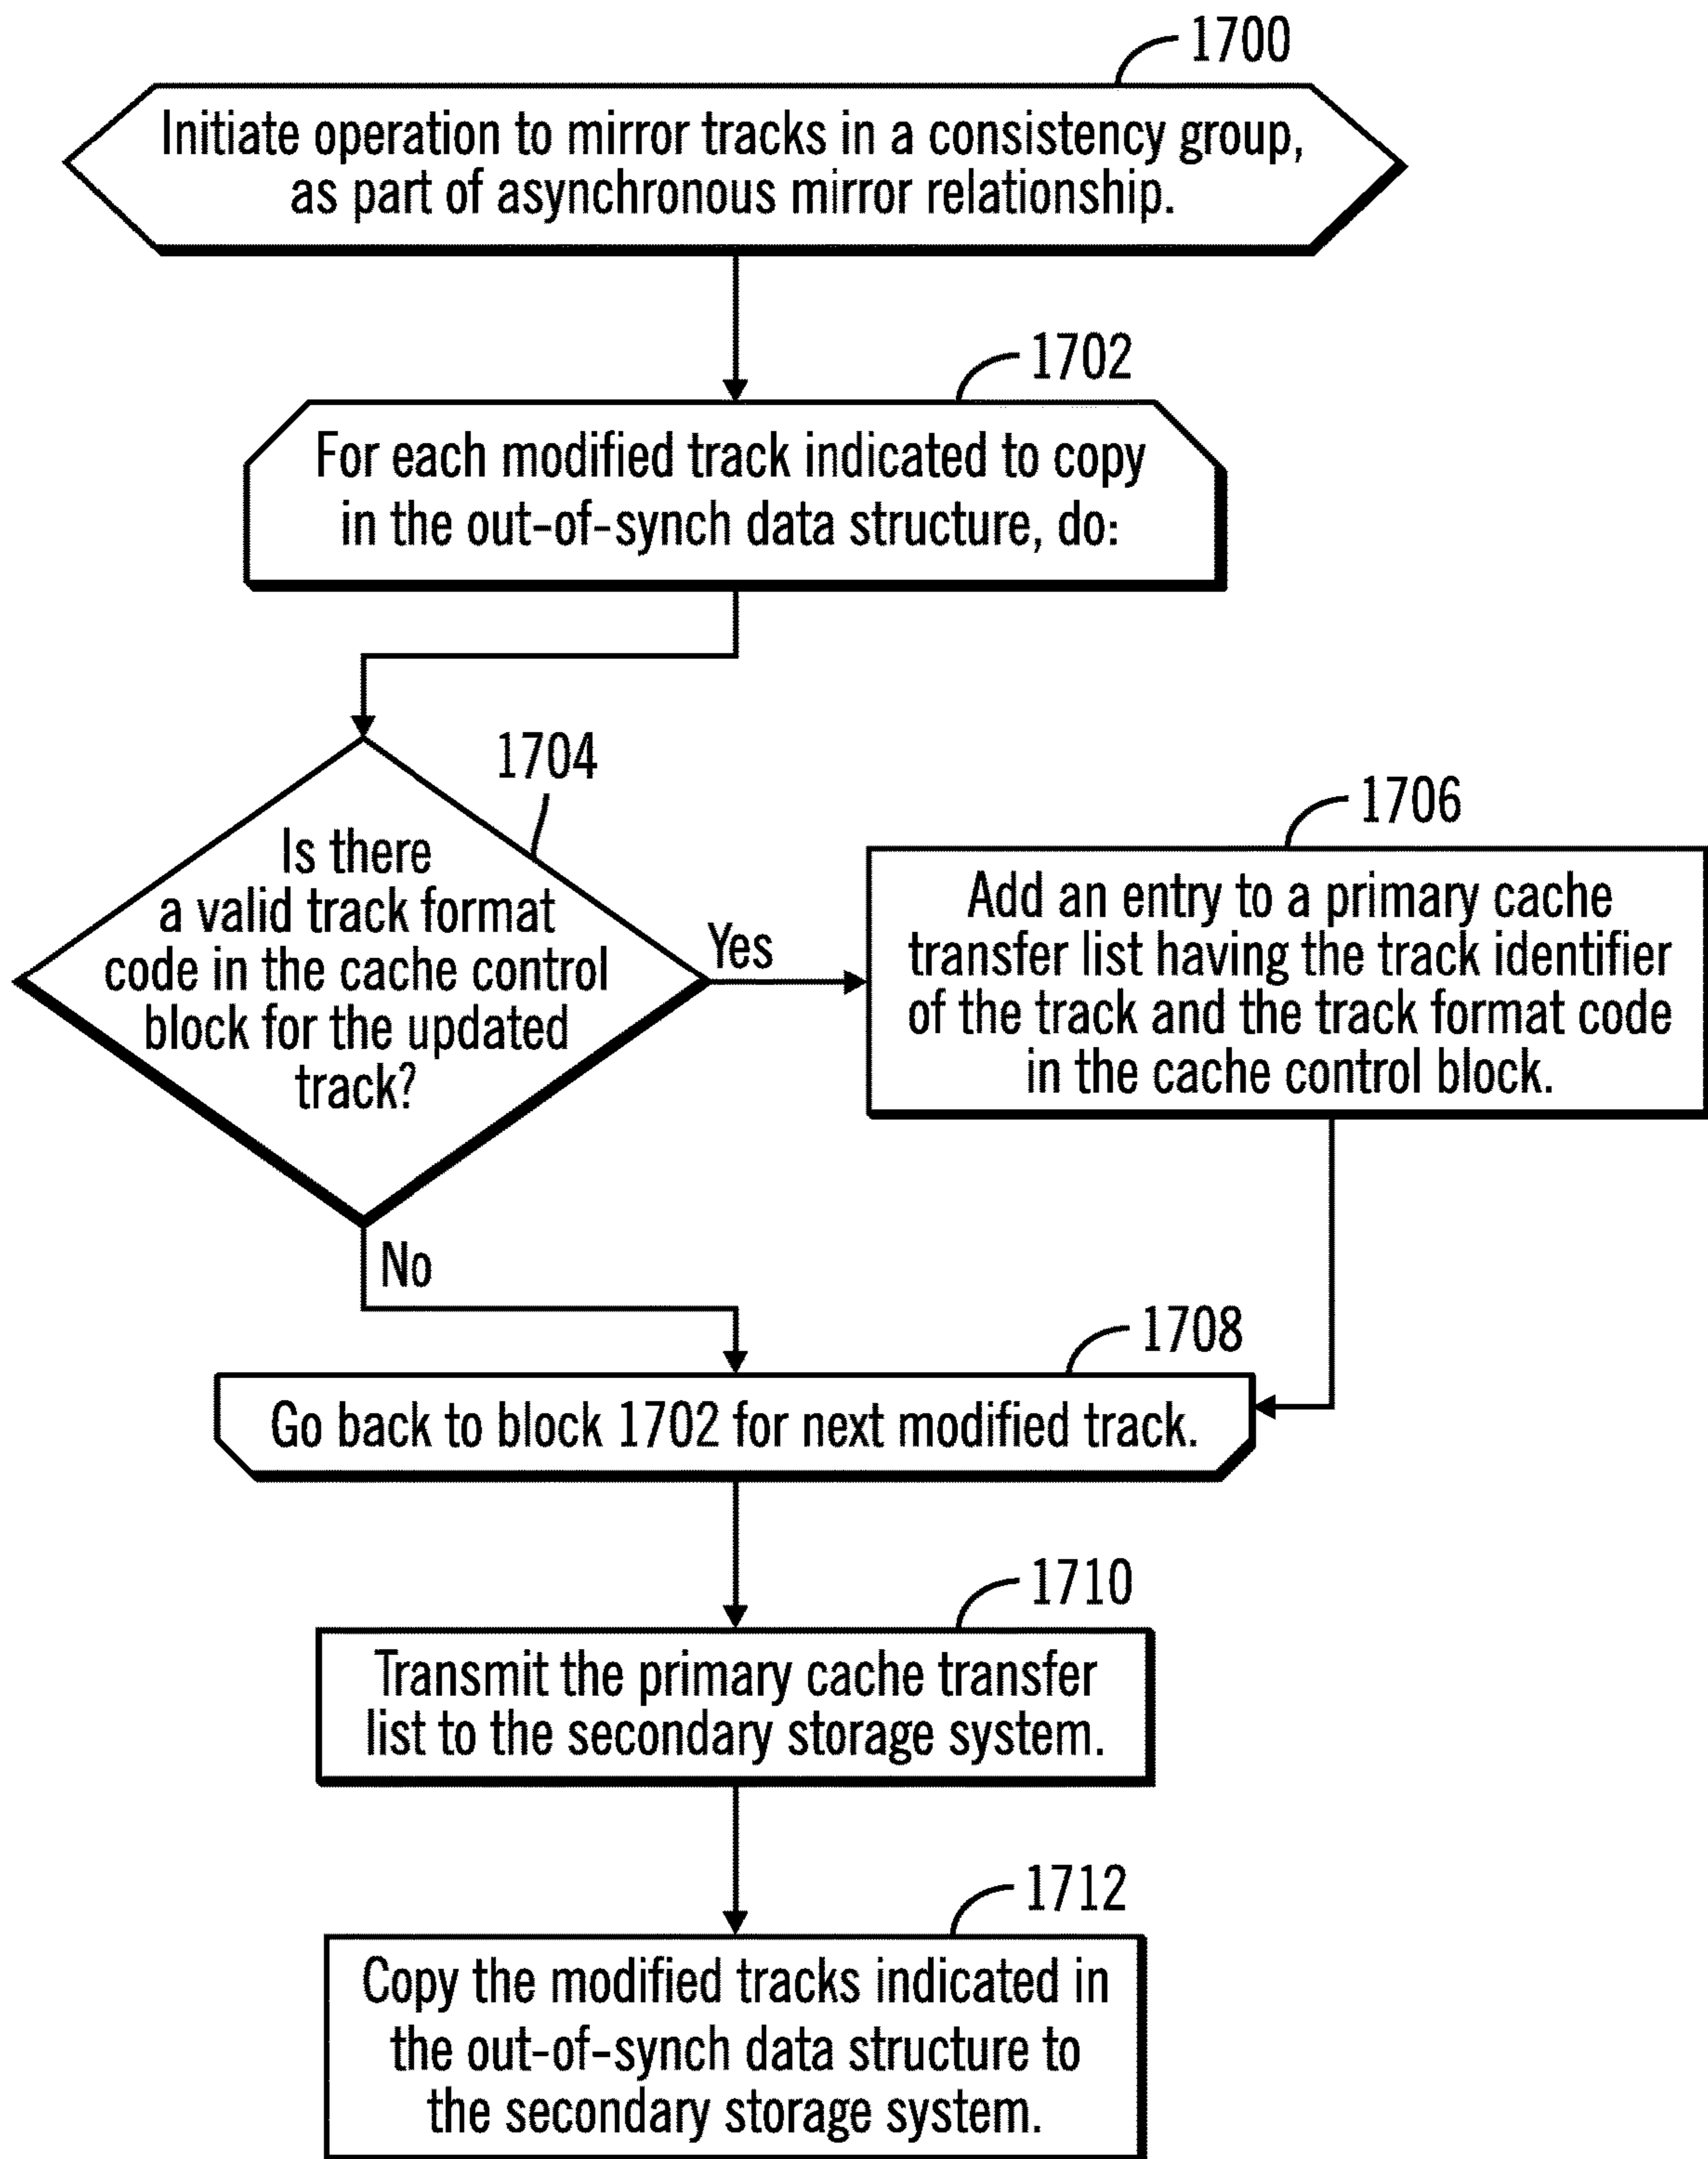 1700
Initiate operation to mirror tracks in a consistency group,
as part of asynchronous mirror relationship.
1702
For each modified track indicated to copy
in the out-of-synch data structure, do:
1704
Is there
a valid track format
code in the cache control
block for the updated
track?
Yes
1706
Add an entry to a primary cache
transfer list having the track identifier
of the track and the track format code
in the cache control block.
No
1708
Go back to block 1702 for next modified track.
1710
Transmit the primary cache transfer
list to the secondary storage system.
1712
Copy the modified tracks indicated in
the out-of-synch data structure to
the secondary storage system.